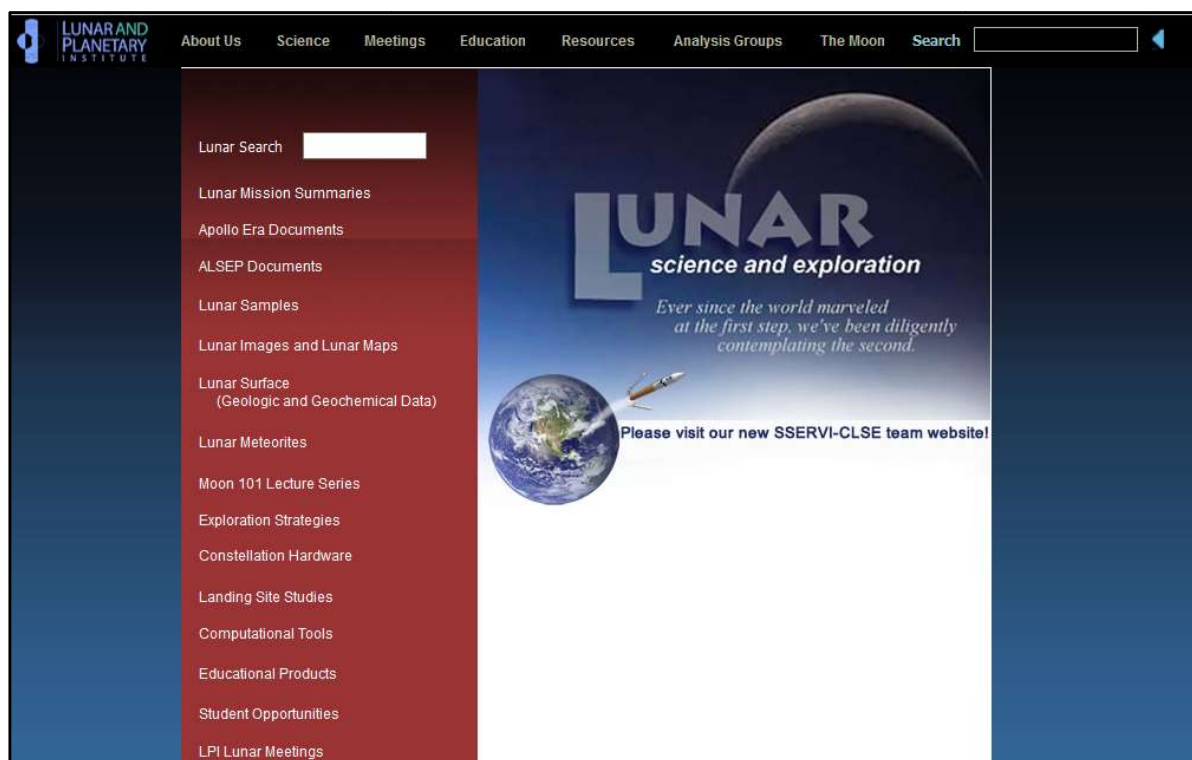 LUNAR AND
PLANETARY
INSTITUTE
About Us Science Meetings Education Resources Analysis Groups The Moon Search
Lunar Search
Lunar Mission Summaries
Apollo Era Documents
ALSEP Documents
Lunar Samples
Lunar Images and Lunar Maps
Lunar Surface
(Geologic and Geochemical Data)
Lunar Meteorites
Moon 101 Lecture Series
Exploration Strategies
Constellation Hardware
Landing Site Studies
Computational Tools
Educational Products
Student Opportunities
LPI Lunar Meetings
LUNAR
science and exploration
Ever since the world marveled
at the first step, we've been diligently
contemplating the second.
Please visit our new SSERVI-CLSE team website!